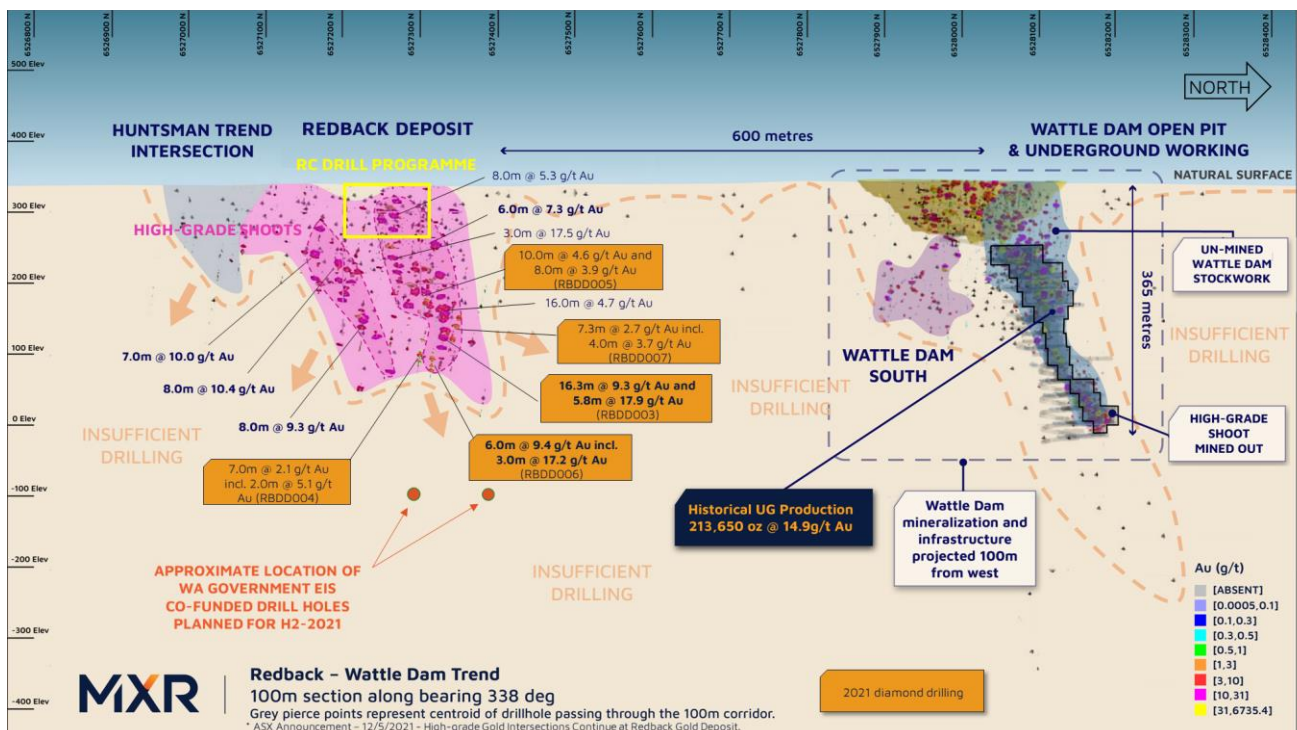 6526800 N
6526900 N
6527000 N
6527100 N
6527200 N
6527300 N
6527400 N
6527500 N
6527600 N
6527700 N
6527800 N
6527900 N
6528000 N
6528100 N
6528200 N
6528300 N
6528400 N
500 Elev
400 Elev
300 Elev
200 Elev
100 Elev
0 Elev
-100 Elev
-200 Elev
-300 Elev
-400 Elev
NORTH
HUNTSMAN TREND
INTERSECTION
REDBACK DEPOSIT
RC DRILL PROGRAMME
600 metres
WATTLE DAM OPEN PIT
& UNDERGROUND WORKING
NATURAL SURFACE
HIGH-GRADE SHOOTS
8.0m @ 5.3 g/t Au
6.0m @ 7.3 g/t Au
3.0m @ 17.5 g/t Au
10.0m @ 4.6 g/t Au and
8.0m @ 3.9 g/t Au
(RBDD005)
16.0m @ 4.7 g/t Au
7.3m @ 2.7 g/t Au incl.
4.0m @ 3.7 g/t Au
(RBDD007)
16.3m @ 9.3 g/t Au and
5.8m @ 17.9 g/t Au
(RBDD003)
6.0m @ 9.4 g/t Au incl.
3.0m @ 17.2 g/t Au
(RBDD006)
7.0m @ 10.0 g/t Au
8.0m @ 10.4 g/t Au
8.0m @ 9.3 g/t Au
7.0m @ 2.1 g/t Au
incl. 2.0m @ 5.1 g/t
Au (RBDD004)
INSUFFICIENT
DRILLING
APPROXIMATE LOCATION OF
WA GOVERNMENT EIS
CO-FUNDED DRILL HOLES
PLANNED FOR H2-2021
INSUFFICIENT
DRILLING
INSUFFICIENT
DRILLING
WATTLE DAM
SOUTH
365 metres
UN-MINED
WATTLE DAM
STOCKWORK
INSUFFICIENT
DRILLING
HIGH-GRADE
SHOOT
MINED OUT
Historical UG Production
213,650 oz @ 14.9g/t Au
Wattle Dam
mineralization and
infrastructure
projected 100m
from west
Au (g/t)
[ABSENT]
[0.0005,0.1]
[0.1,0.3]
[0.3,0.5]
[0.5,1]
[1,3]
[3,10]
[10,31]
[31,6735.4]
2021 diamond drilling
MXR
Redback – Wattle Dam Trend
100m section along bearing 338 deg
Grey pierce points represent centroid of drillhole passing through the 100m corridor.
* ASX Announcement – 12/5/2021 – High-grade Gold Intersections Continue at Redback Gold Deposit.